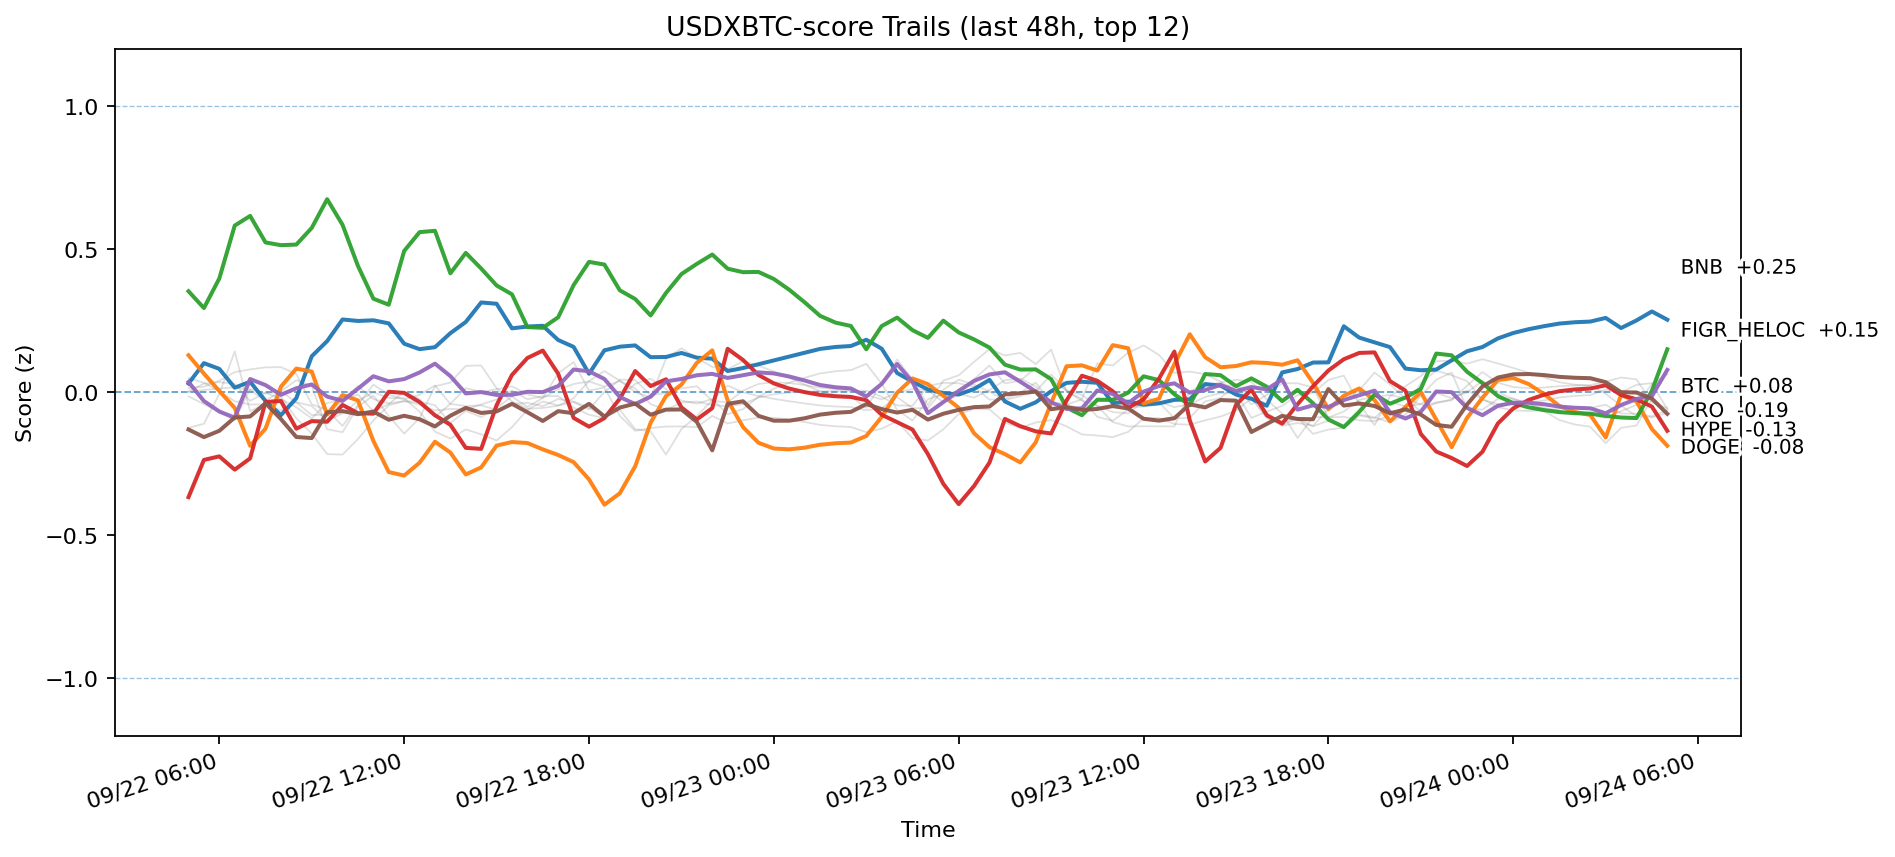 USDXBTC-score Trails (last 48h, top 12)
Score (z)
1.0
0.5
0.0
−0.5
−1.0
BNB +0.25
FIGR_HELOC +0.15
BTC +0.08
CRO -0.19
HYPE -0.13
DOGE -0.08
09/22 06:00
09/22 12:00
09/22 18:00
09/23 00:00
09/23 06:00
09/23 12:00
09/23 18:00
09/24 00:00
09/24 06:00
Time